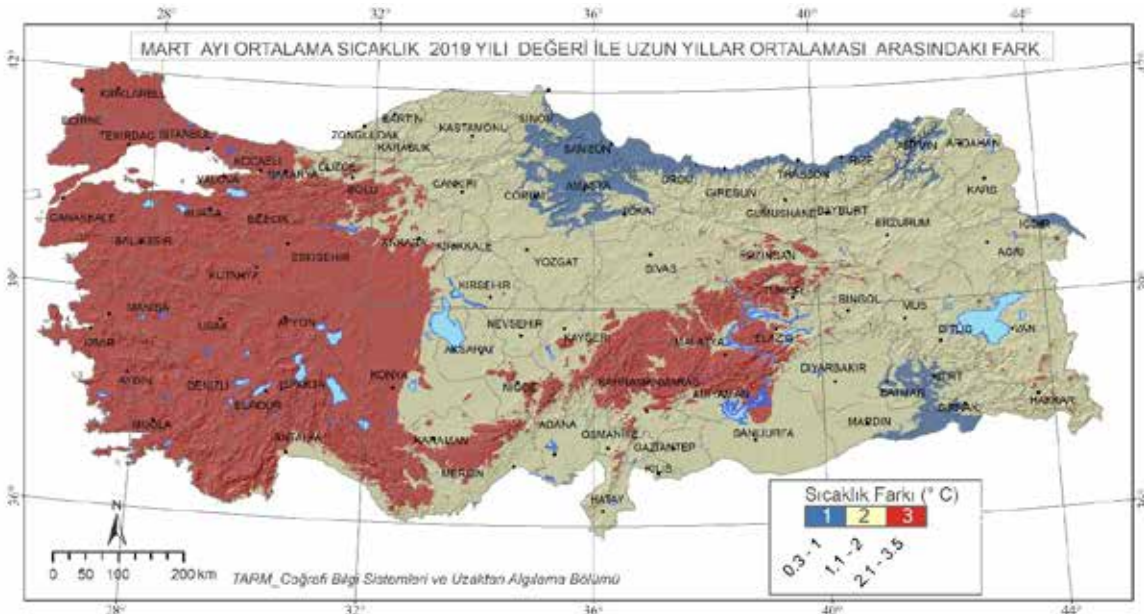 28° 32° 36° 40° 44°
MART AYI ORTALAMA SICAKLIK 2019 YILI DEĞERİ İLE UZUN YILLAR ORTALAMASI ARASINDAKİ FARK
42°
KIRKLARELİ
EDİRNE
TEKİRDAĞ İSTANBUL
KOCAELİ
YALOVA
SAKARYA
DÜZCE
BOLU
ZONGULDAK
BARTIN
KARABÜK
KASTAMONU
SİNOP
SAMSUN
ÇANKIRI
ÇORUM
AMASYA
TOKAT
ORDU
GİRESUN
TRABZON
RİZE
ARTVİN
ARDAHAN
KARS
GÜMÜŞHANE
BAYBURT
ERZURUM
IĞDIR
AĞRI
ÇANAKKALE
BURSA
BİLECİK
BALIKESİR
ESKİŞEHİR
ANKARA
KIRIKKALE
YOZGAT
SİVAS
ERZİNCAN
TUNCELİ
BİNGÖL
MUŞ
BİTLİS
VAN
KÜTAHYA
KIRŞEHİR
MANİSA
UŞAK
AFYON
NEVŞEHİR
KAYSERİ
AKSARAY
MALATYA
ELAZIĞ
İZMİR
AYDIN
DENİZLİ
ISPARTA
BURDUR
KONYA
NİĞDE
KAHRAMANMARAŞ
ADIYAMAN
DİYARBAKIR
BATMAN
SİİRT
ŞIRNAK
HAKKARİ
MARDİN
MUĞLA
ANTALYA
KARAMAN
MERSİN
ADANA
OSMANİYE
GAZİANTEP
ŞANLIURFA
KİLİS
HATAY
36°
Sıcaklık Farkı (° C)
1 2 3
0.3 - 1
1.1 - 2
2.1 - 3.5
N
0 50 100 200 km
TARM_Coğrafi Bilgi Sistemleri ve Uzaktan Algılama Bölümü
28° 32° 36° 40° 44°